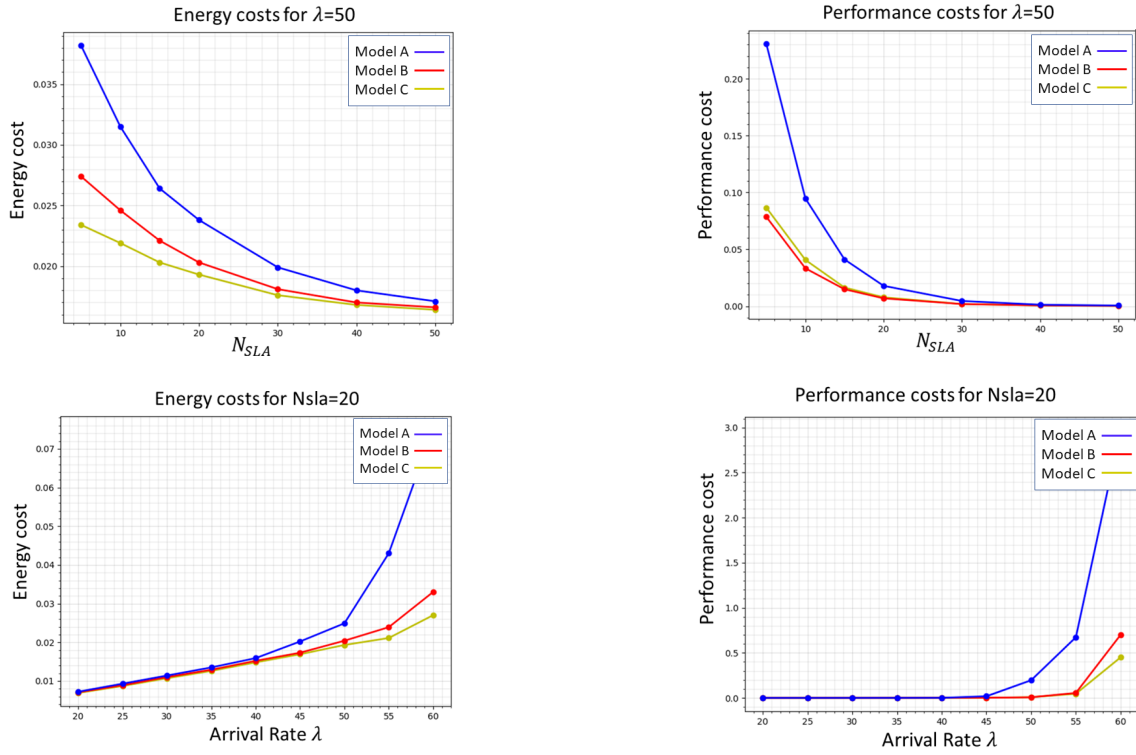 Energy costs for λ=50
Model A
Model B
Model C
0.035
0.030
0.025
0.020
Energy cost
10 20 30 40 50
N_SLA
Performance costs for λ=50
Model A
Model B
Model C
0.20
0.15
0.10
0.05
0.00
Performance cost
10 20 30 40 50
N_SLA
Energy costs for Nsla=20
Model A
Model B
Model C
0.07
0.06
0.05
0.04
0.03
0.02
0.01
Energy cost
20 25 30 35 40 45 50 55 60
Arrival Rate λ
Performance costs for Nsla=20
Model A
Model B
Model C
3.0
2.5
2.0
1.5
1.0
0.5
0.0
Performance cost
20 25 30 35 40 45 50 55 60
Arrival Rate λ